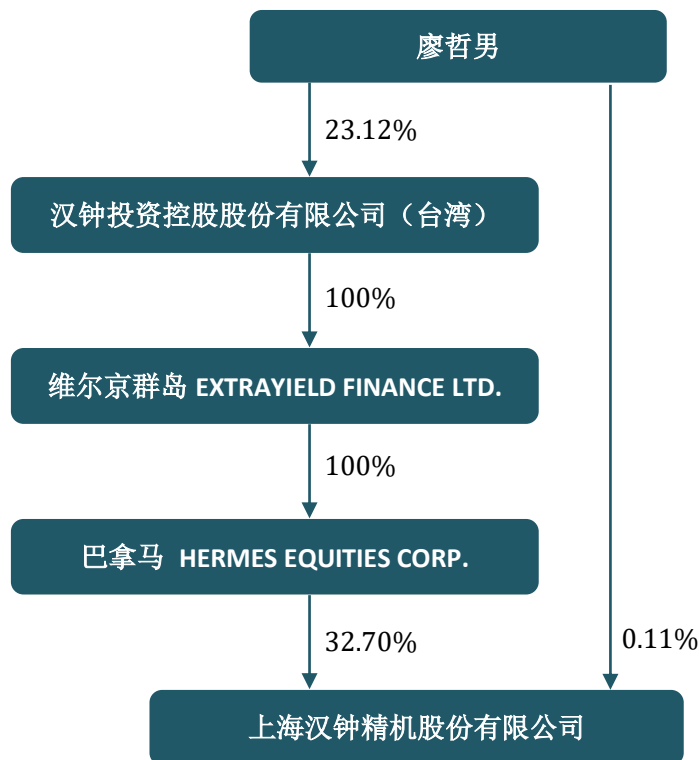 廖哲男
23.12%
汉钟投资控股股份有限公司（台湾）
100%
维尔京群岛 EXTRAYIELD FINANCE LTD.
100%
巴拿马 HERMES EQUITIES CORP.
32.70%
0.11%
上海汉钟精机股份有限公司